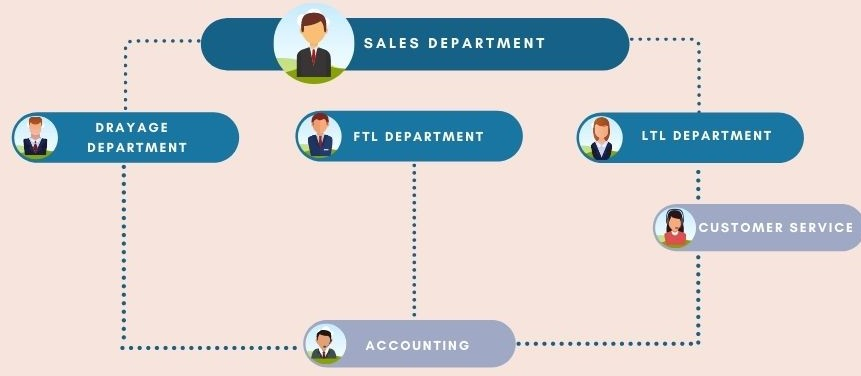 SALES DEPARTMENT
DRAYAGE
DEPARTMENT
FTL DEPARTMENT
LTL DEPARTMENT
CUSTOMER SERVICE
ACCOUNTING